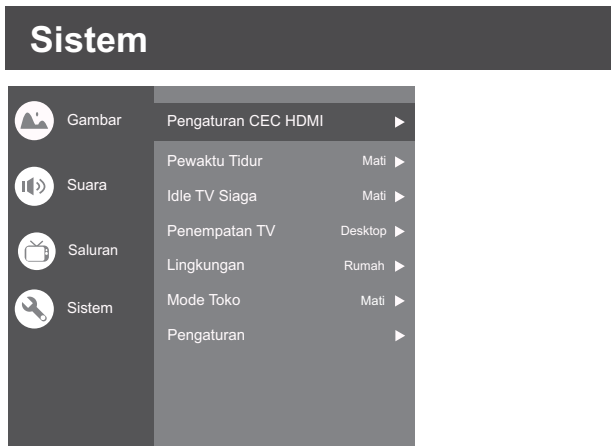 Sistem
Gambar
Suara
Saluran
Sistem
Pengaturan CEC HDMI
Pewaktu Tidur Mati
Idle TV Siaga Mati
Penempatan TV Desktop
Lingkungan Rumah
Mode Toko Mati
Pengaturan